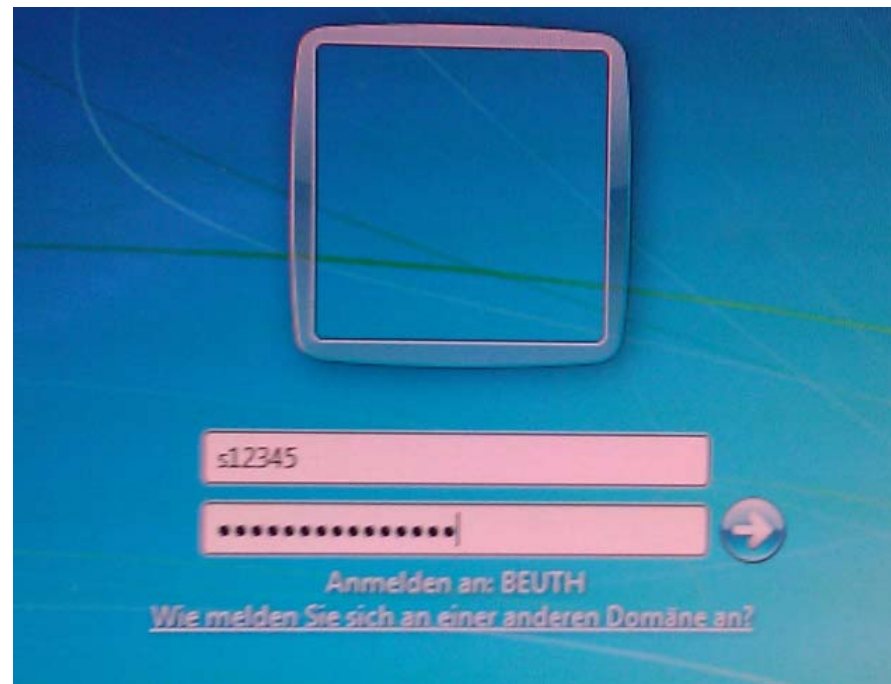 s12345
●●●●●●●●●●●●●●●
Anmelden an: BEUTH
Wie melden Sie sich an einer anderen Domäne an?